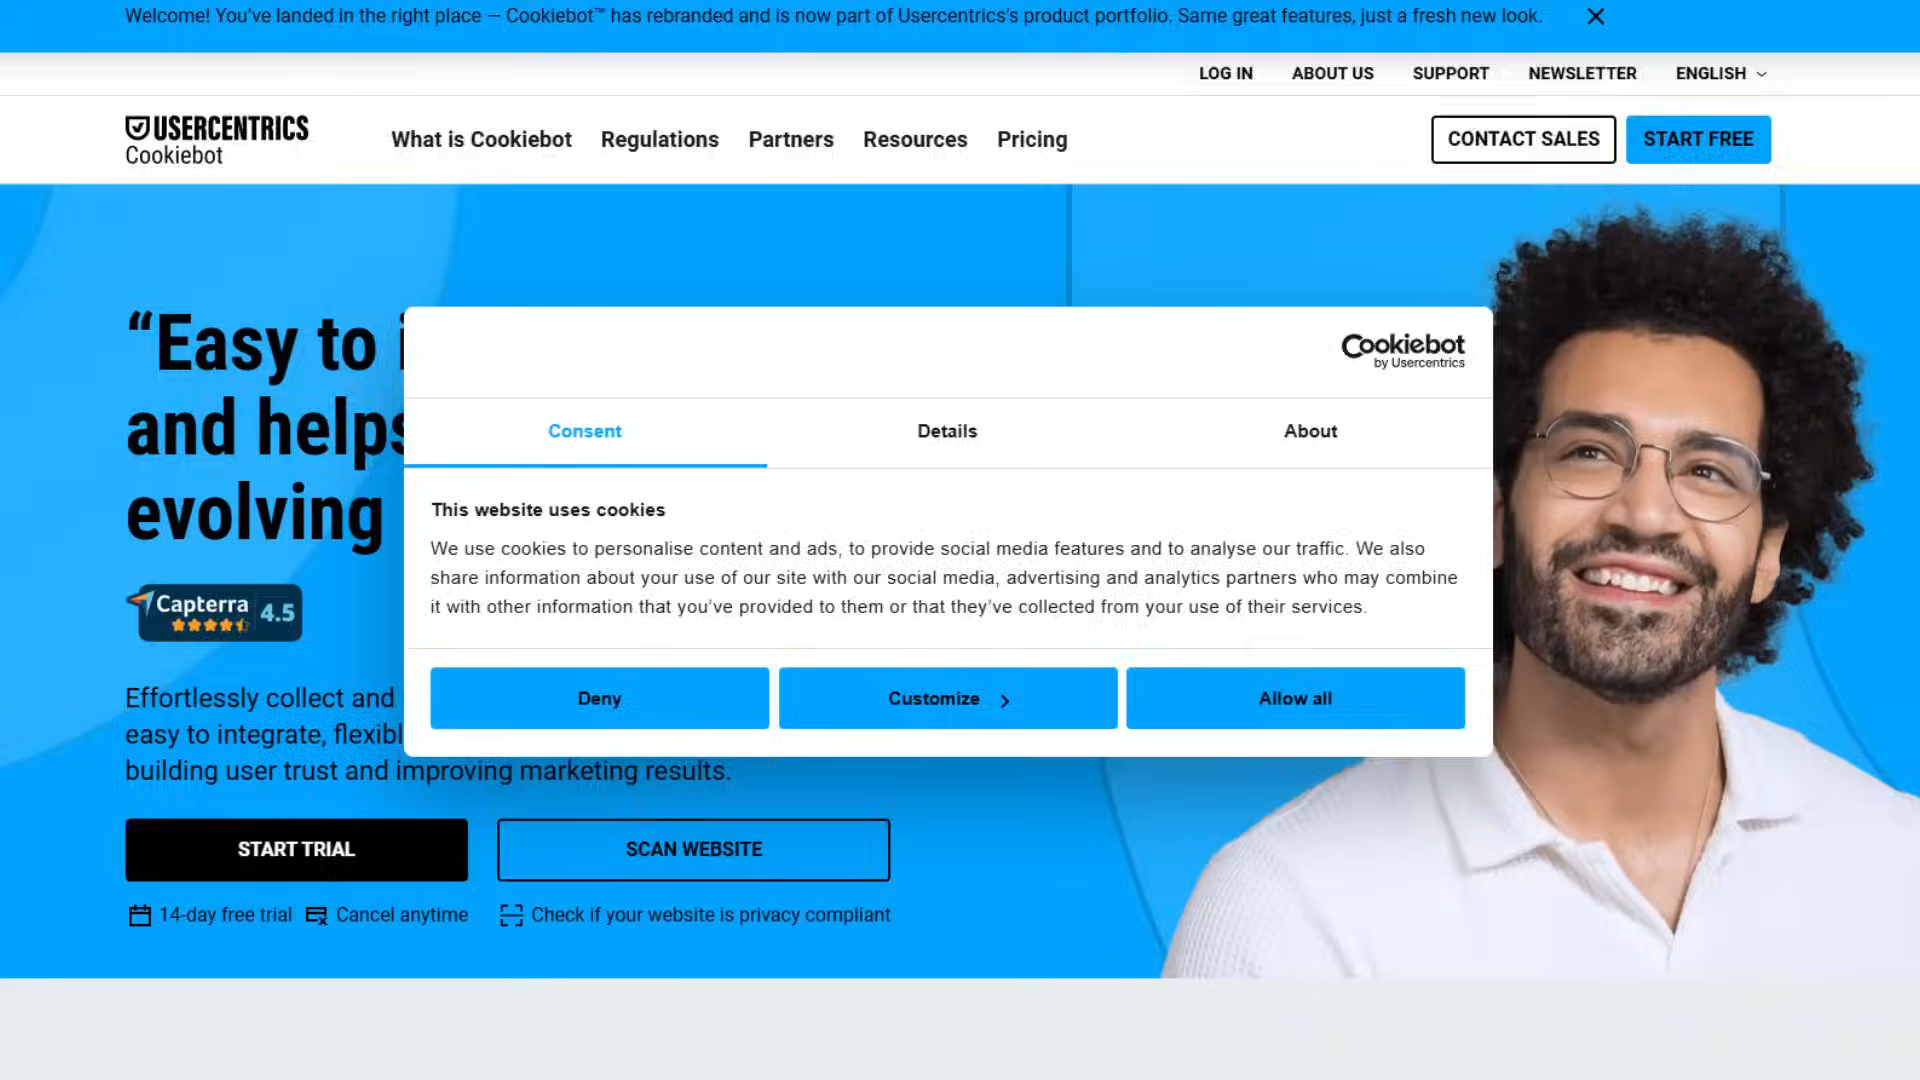 Welcome! You've landed in the right place — Cookiebot™ has rebranded and is now part of Usercentrics's product portfolio. Same great features, just a fresh new look.
LOG IN ABOUT US SUPPORT NEWSLETTER ENGLISH
USERCENTRICS
Cookiebot
What is Cookiebot Regulations Partners Resources Pricing
CONTACT SALES START FREE
“Easy to
and helps
evolving
Cookiebot
by Usercentrics
Consent Details About
This website uses cookies
We use cookies to personalise content and ads, to provide social media features and to analyse our traffic. We also
share information about your use of our site with our social media, advertising and analytics partners who may combine
it with other information that you’ve provided to them or that they’ve collected from your use of their services.
Deny Customize Allow all
Capterra 4.5
Effortlessly collect and
easy to integrate,
building user trust and improving marketing results.
START TRIAL SCAN WEBSITE
14-day free trial Cancel anytime Check if your website is privacy compliant